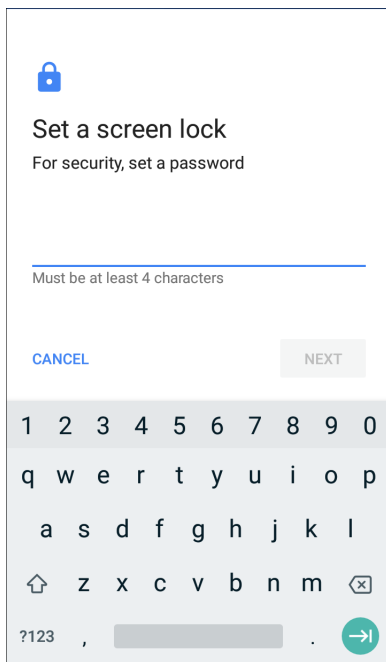 Set a screen lock
For security, set a password
Must be at least 4 characters
CANCEL NEXT
1 2 3 4 5 6 7 8 9 0
q w e r t y u i o p
a s d f g h j k l
z x c v b n m
?123 , .